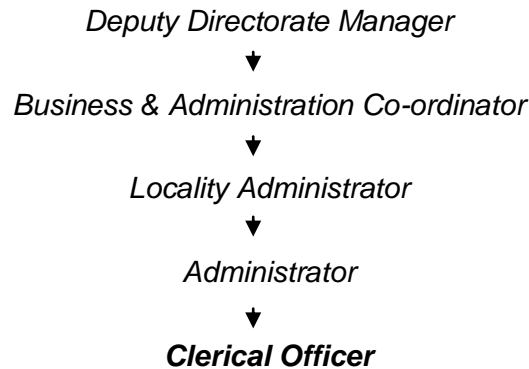 Deputy Directorate Manager
Business & Administration Co-ordinator
Locality Administrator
Administrator
Clerical Officer